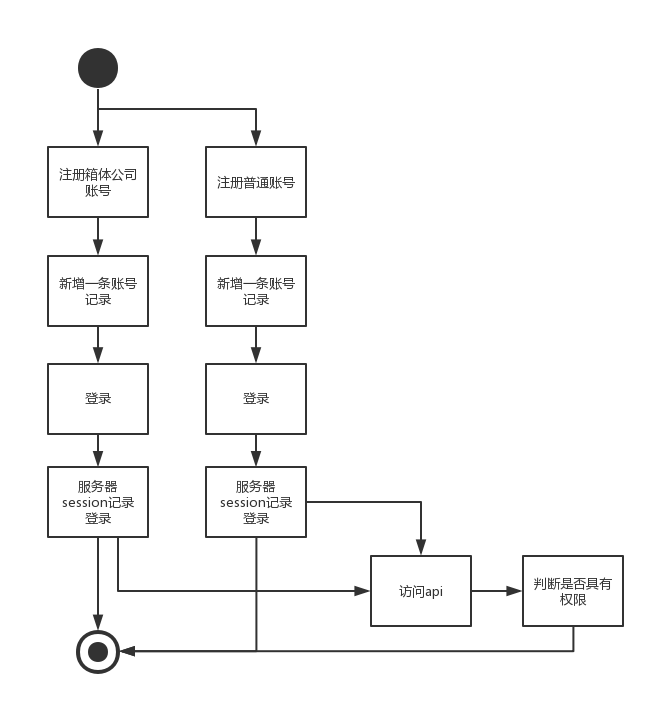 注册箱体公司
账号
注册普通账号
新增一条账号
记录
新增一条账号
记录
登录
登录
服务器
session记录
登录
服务器
session记录
登录
访问api
判断是否具有
权限